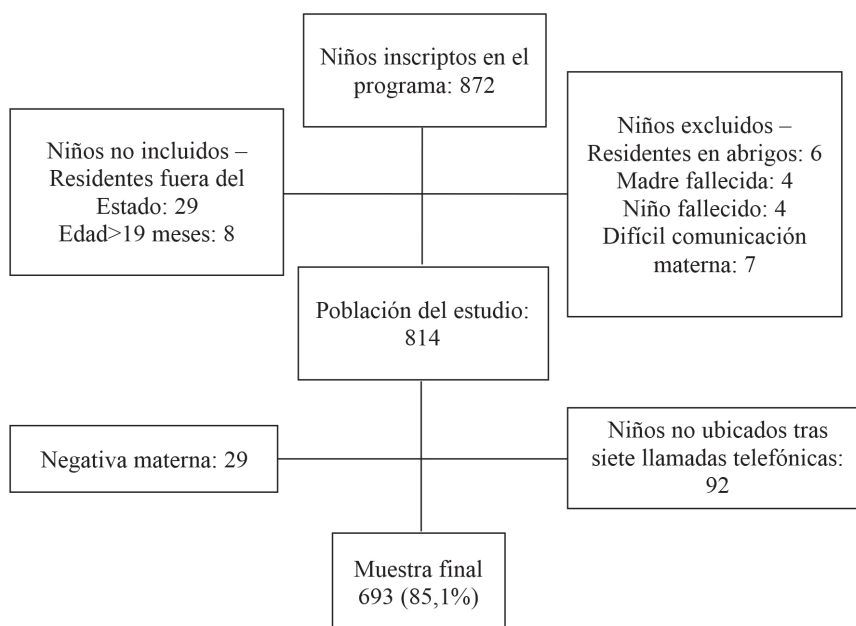 Niños inscriptos en el
programa: 872
Niños no incluidos –
Residentes fuera del
Estado: 29
Edad>19 meses: 8
Niños excluidos –
Residentes en abrigos: 6
Madre fallecida: 4
Niño fallecido: 4
Difícil comunicación
materna: 7
Población del estudio:
814
Negativa materna: 29
Niños no ubicados tras
siete llamadas telefónicas:
92
Muestra final
693 (85,1%)